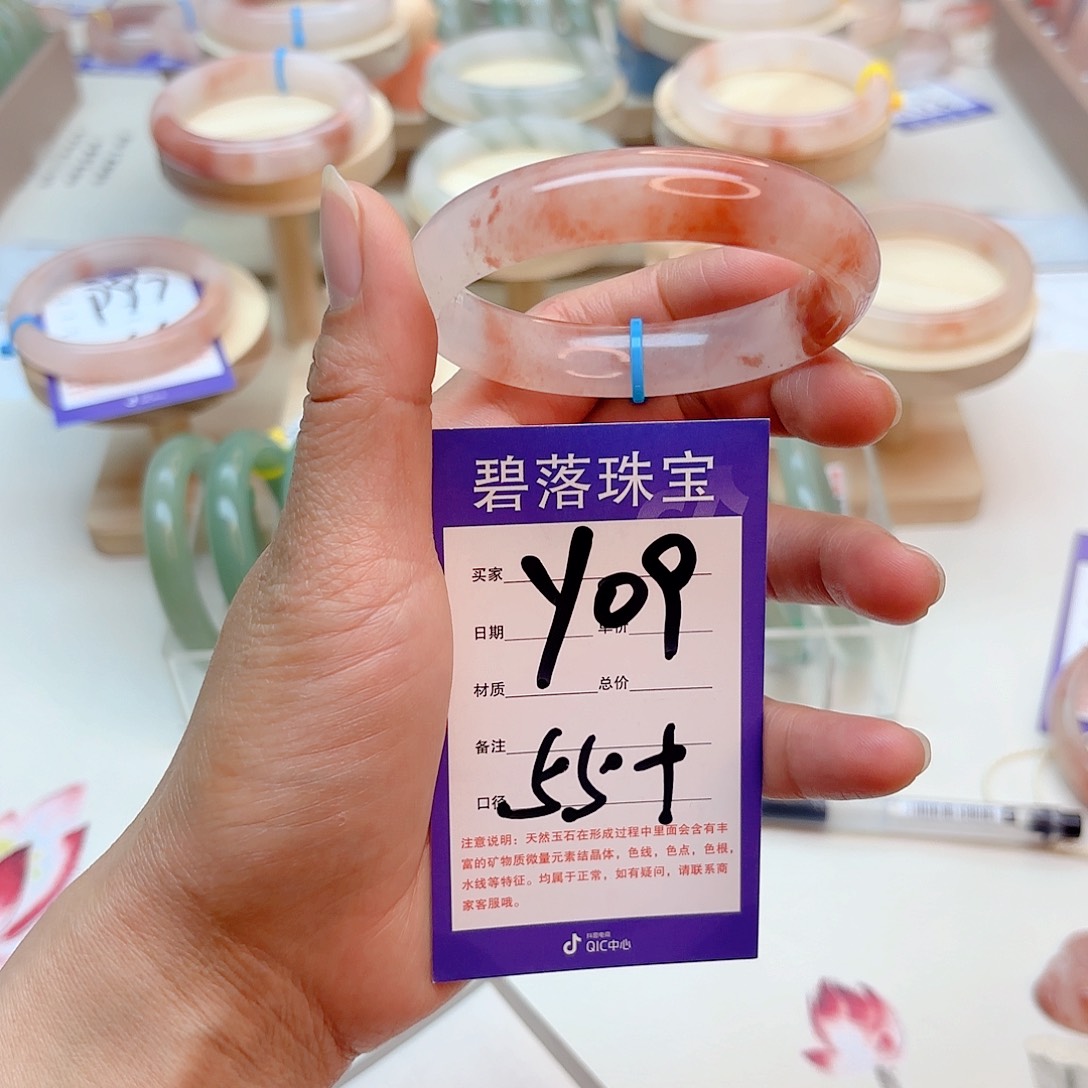 碧落珠宝
买家
y09
日期 单价
材质 总价
备注
55+
口径
注意说明：天然玉石在形成过程中里面会含有丰
富的矿物质微量元素结晶体，色线，色点，色根，
水线等特征。均属于正常，如有疑问，请联系商
家客服哦。
抖音电商
QIC中心